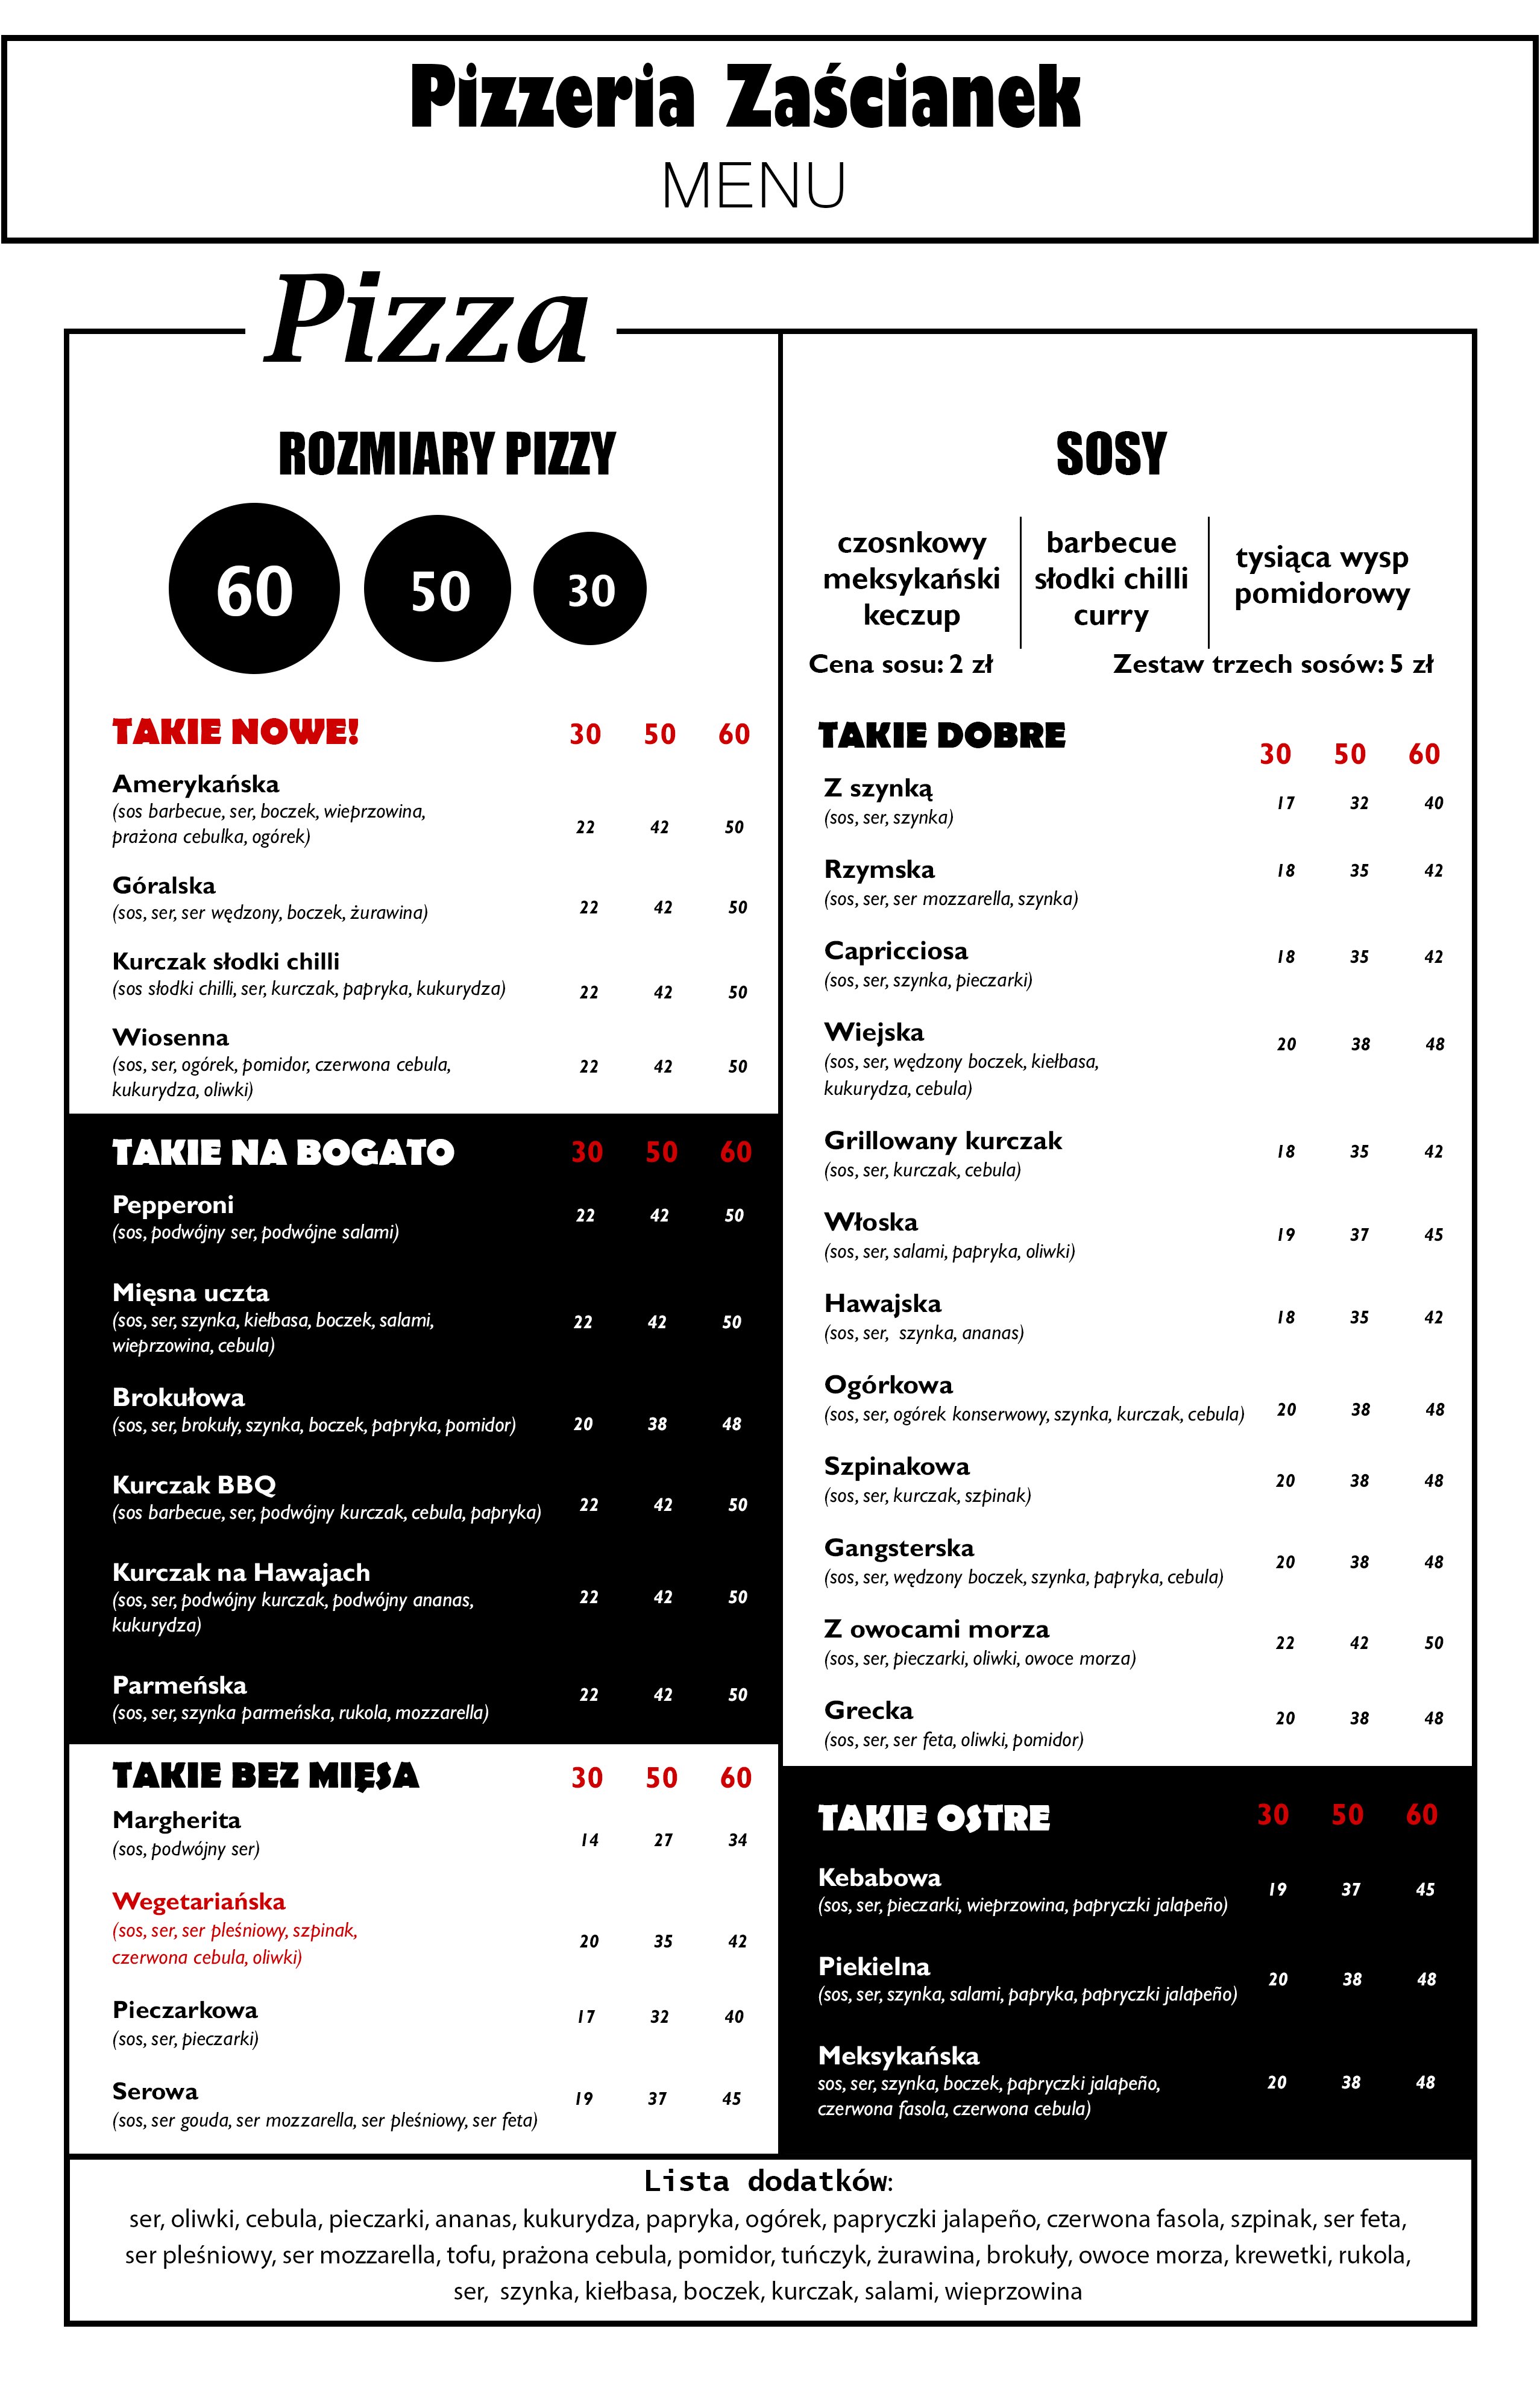 Pizzeria Zaścianek
MENU
Pizza
ROZMIARY PIZZY
60 50 30
TAKIE NOWE! 30 50 60
Amerykańska
(sos barbecue, ser, boczek, wieprzowina,
prażona cebulka, ogórek) 22 42 50
Góralska
(sos, ser, ser wędzony, boczek, żurawina) 22 42 50
Kurczak słodki chilli
(sos słodki chilli, ser, kurczak, papryka, kukurydza) 22 42 50
Wiosenna
(sos, ser, ogórek, pomidor, czerwona cebula, 22 42 50
kukurydza, oliwki)
TAKIE NA BOGATO 30 50 60
Pepperoni 22 42 50
(sos, podwójny ser, podwójne salami)
Mięsna uczta
(sos, ser, szynka, kiełbasa, boczek, salami, 22 42 50
wieprzowina, cebula)
Brokułowa
(sos, ser, brokuły, szynka, boczek, papryka, pomidor) 20 38 48
Kurczak BBQ
(sos barbecue, ser, podwójny kurczak, cebula, papryka) 22 42 50
Kurczak na Hawajach
(sos, ser, podwójny kurczak, podwójny ananas, 22 42 50
kukurydza)
Parmeńska 22 42 50
(sos, ser, szynka parmeńska, rukola, mozzarella)
TAKIE BEZ MIĘSA 30 50 60
Margherita
(sos, podwójny ser) 14 27 34
Wegetariańska
(sos, ser, ser pleśniowy, szpinak, 20 35 42
czerwona cebula, oliwki)
Pieczarkowa 17 32 40
(sos, ser, pieczarki)
Serowa 19 37 45
(sos, ser gouda, ser mozzarella, ser pleśniowy, ser feta)
SOSY
czosnkowy
meksykański
keczup
barbecue
słodki chilli
curry
tysiąca wysp
pomidorowy
Cena sosu: 2 zł Zestaw trzech sosów: 5 zł
TAKIE DOBRE 30 50 60
Z szynką 17 32 40
(sos, ser, szynka)
Rzymska 18 35 42
(sos, ser, ser mozzarella, szynka)
Capricciosa 18 35 42
(sos, ser, szynka, pieczarki)
Wiejska 20 38 48
(sos, ser, wędzony boczek, kiełbasa,
kukurydza, cebula)
Grillowany kurczak 18 35 42
(sos, ser, kurczak, cebula)
Włoska 19 37 45
(sos, ser, salami, papryka, oliwki)
Hawajska 18 35 42
(sos, ser, szynka, ananas)
Ogórkowa
(sos, ser, ogórek konserwowy, szynka, kurczak, cebula) 20 38 48
Szpinakowa 20 38 48
(sos, ser, kurczak, szpinak)
Gangsterska 20 38 48
(sos, ser, wędzony boczek, szynka, papryka, cebula)
Z owocami morza 22 42 50
(sos, ser, pieczarki, oliwki, owoce morza)
Grecka 20 38 48
(sos, ser, ser feta, oliwki, pomidor)
TAKIE OSTRE 30 50 60
Kebabowa 19 37 45
(sos, ser, pieczarki, wieprzowina, papryczki jalapeño)
Piekielna 20 38 48
(sos, ser, szynka, salami, papryka, papryczki jalapeño)
Meksykańska
sos, ser, szynka, boczek, papryczki jalapeño, 20 38 48
czerwona fasola, czerwona cebula)
Lista dodatków:
ser, oliwki, cebula, pieczarki, ananas, kukurydza, papryka, ogórek, papryczki jalapeño, czerwona fasola, szpinak, ser feta,
ser pleśniowy, ser mozzarella, tofu, prażona cebula, pomidor, tuńczyk, żurawina, brokuły, owoce morza, krewetki, rukola,
ser, szynka, kiełbasa, boczek, kurczak, salami, wieprzowina